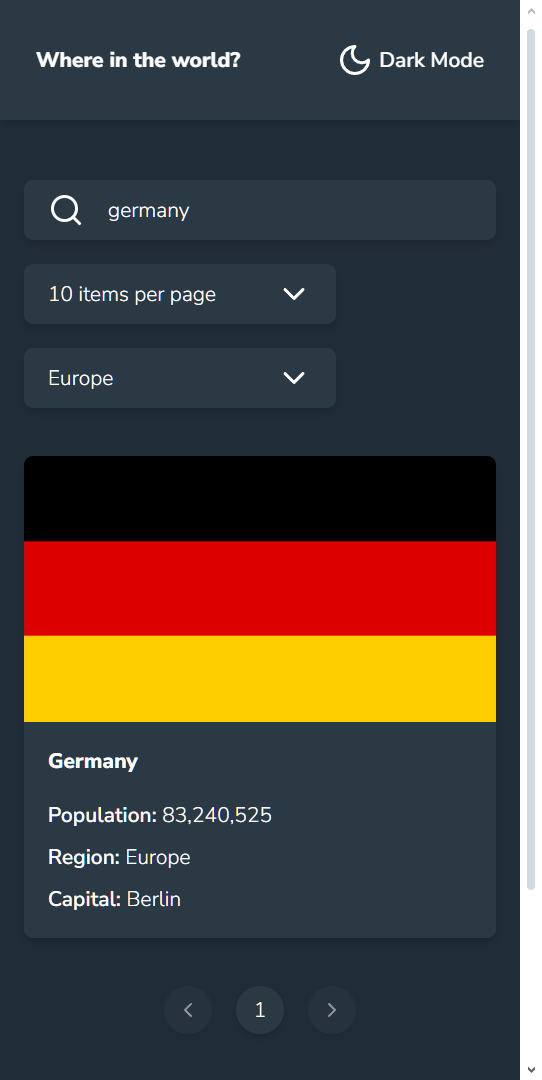 Where in the world? Dark Mode
germany
10 items per page
Europe
Germany
Population: 83,240,525
Region: Europe
Capital: Berlin
1